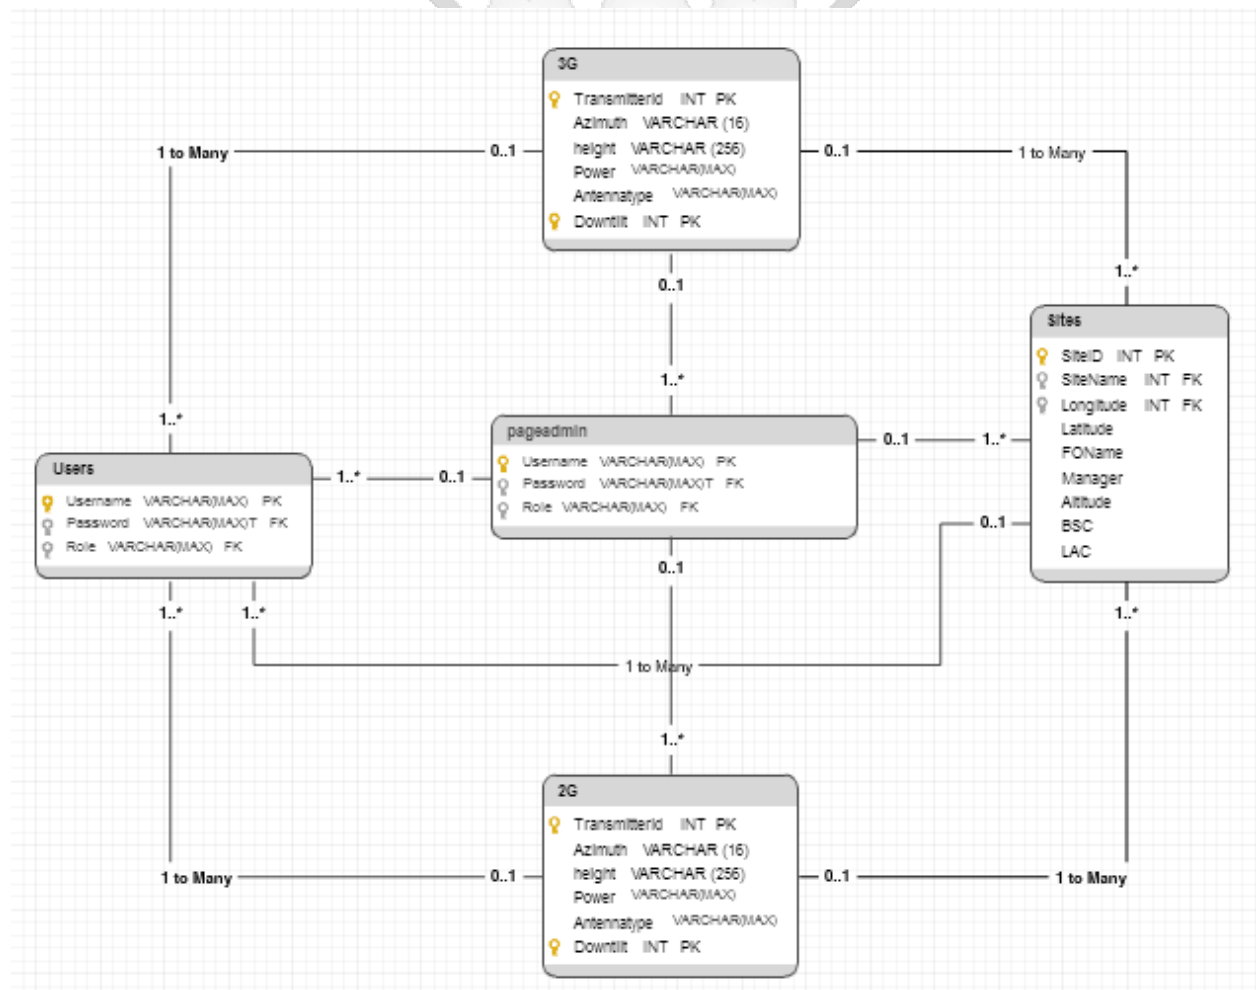 3G
TransmitterId INT PK
Azimuth VARCHAR (16)
height VARCHAR (256)
Power VARCHAR(MAX)
Antennatype VARCHAR(MAX)
Downtilt INT PK
1 to Many
0..1
0..1
1 to Many
0..1
1..*
1..*
1..*
Sites
SiteID INT PK
SiteName INT FK
Longitude INT FK
Latitude
FOName
Manager
Altitude
BSC
LAC
pageadmin
Username VARCHAR(MAX) PK
Password VARCHAR(MAX)T FK
Role VARCHAR(MAX) FK
0..1
1..*
Users
Username VARCHAR(MAX) PK
Password VARCHAR(MAX)T FK
Role VARCHAR(MAX) FK
1..*
0..1
0..1
0..1
1..*
1..*
1..*
1 to Many
1..*
2G
TransmitterId INT PK
Azimuth VARCHAR (16)
height VARCHAR (256)
Power VARCHAR(MAX)
Antennatype VARCHAR(MAX)
Downtilt INT PK
1 to Many
0..1
0..1
1 to Many